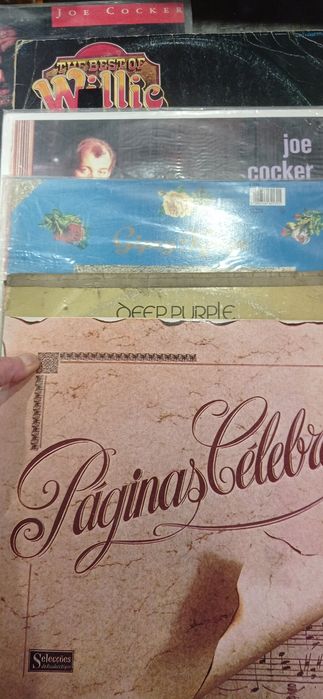 JOE COCKER
THE BEST OF
Willie
joe
cocker
DEEP PURPLE
Páginas Célebr
Seleções